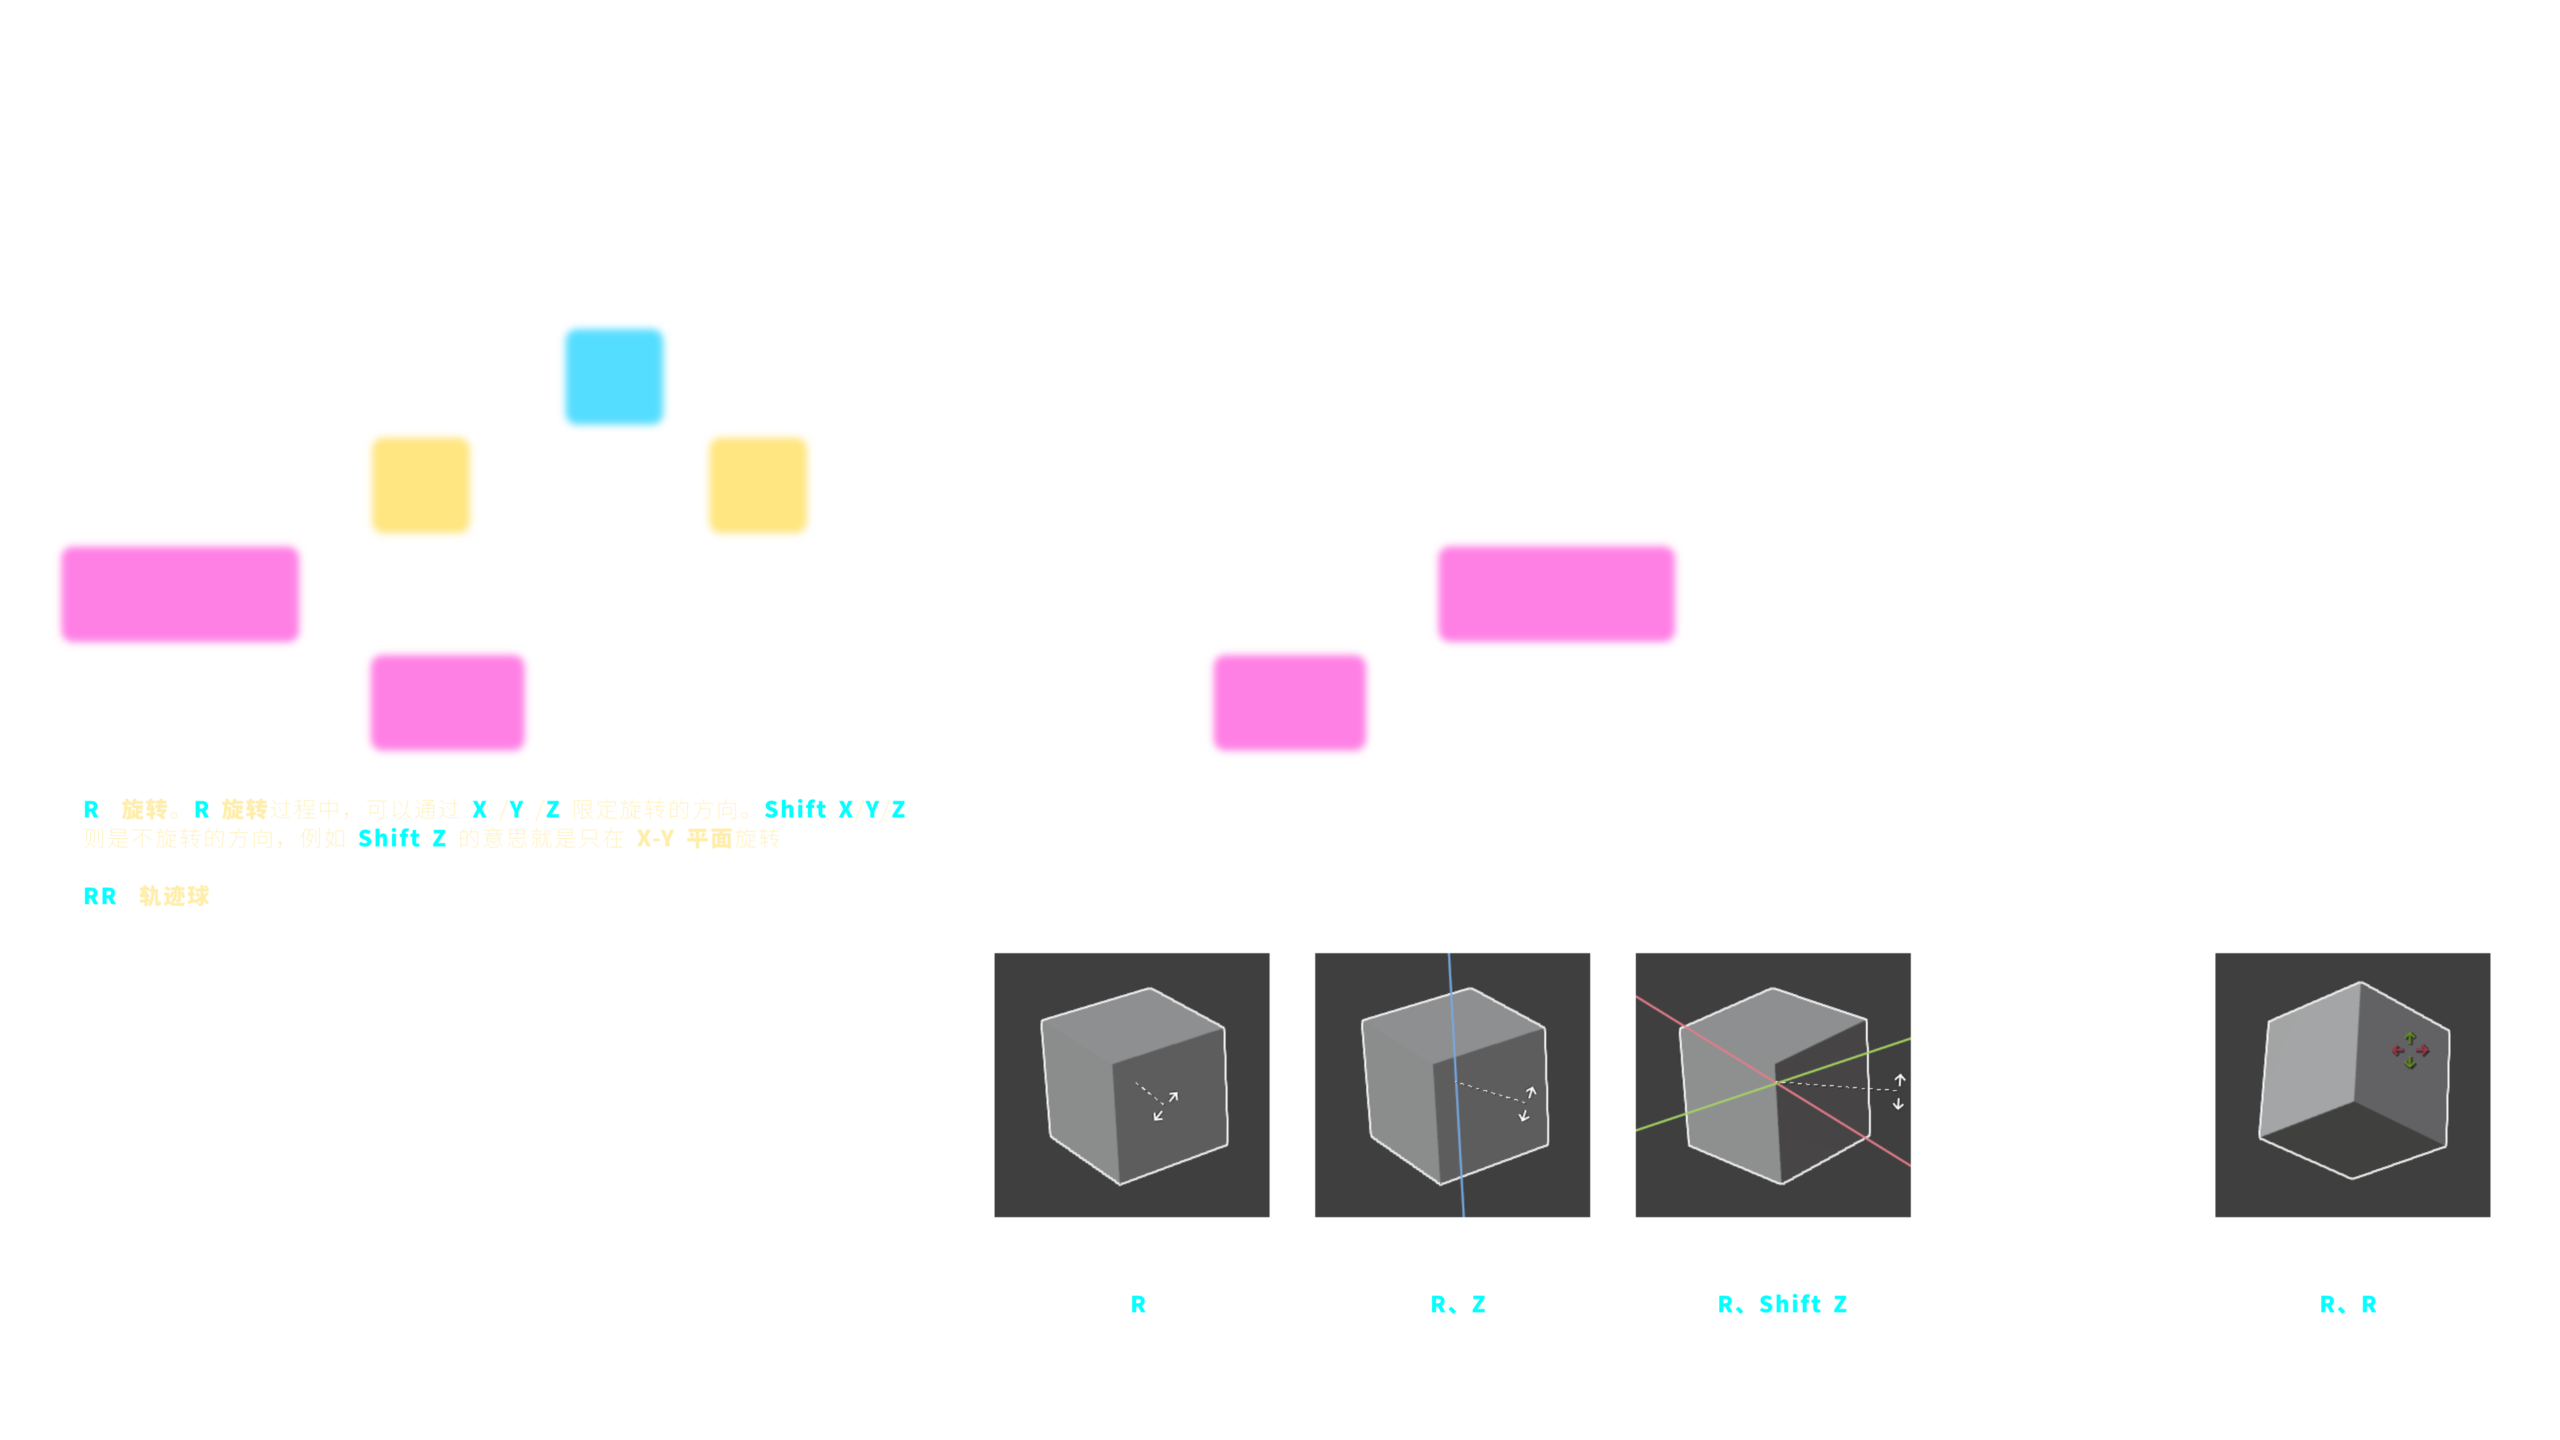 R 旋转。R 旋转过程中，可以通过 X /Y /Z 限定旋转的方向。Shift X/Y/Z
则是不旋转的方向，例如 Shift Z 的意思就是只在 X-Y 平面旋转
RR 轨迹球
R
R、Z
R、Shift Z
R、R